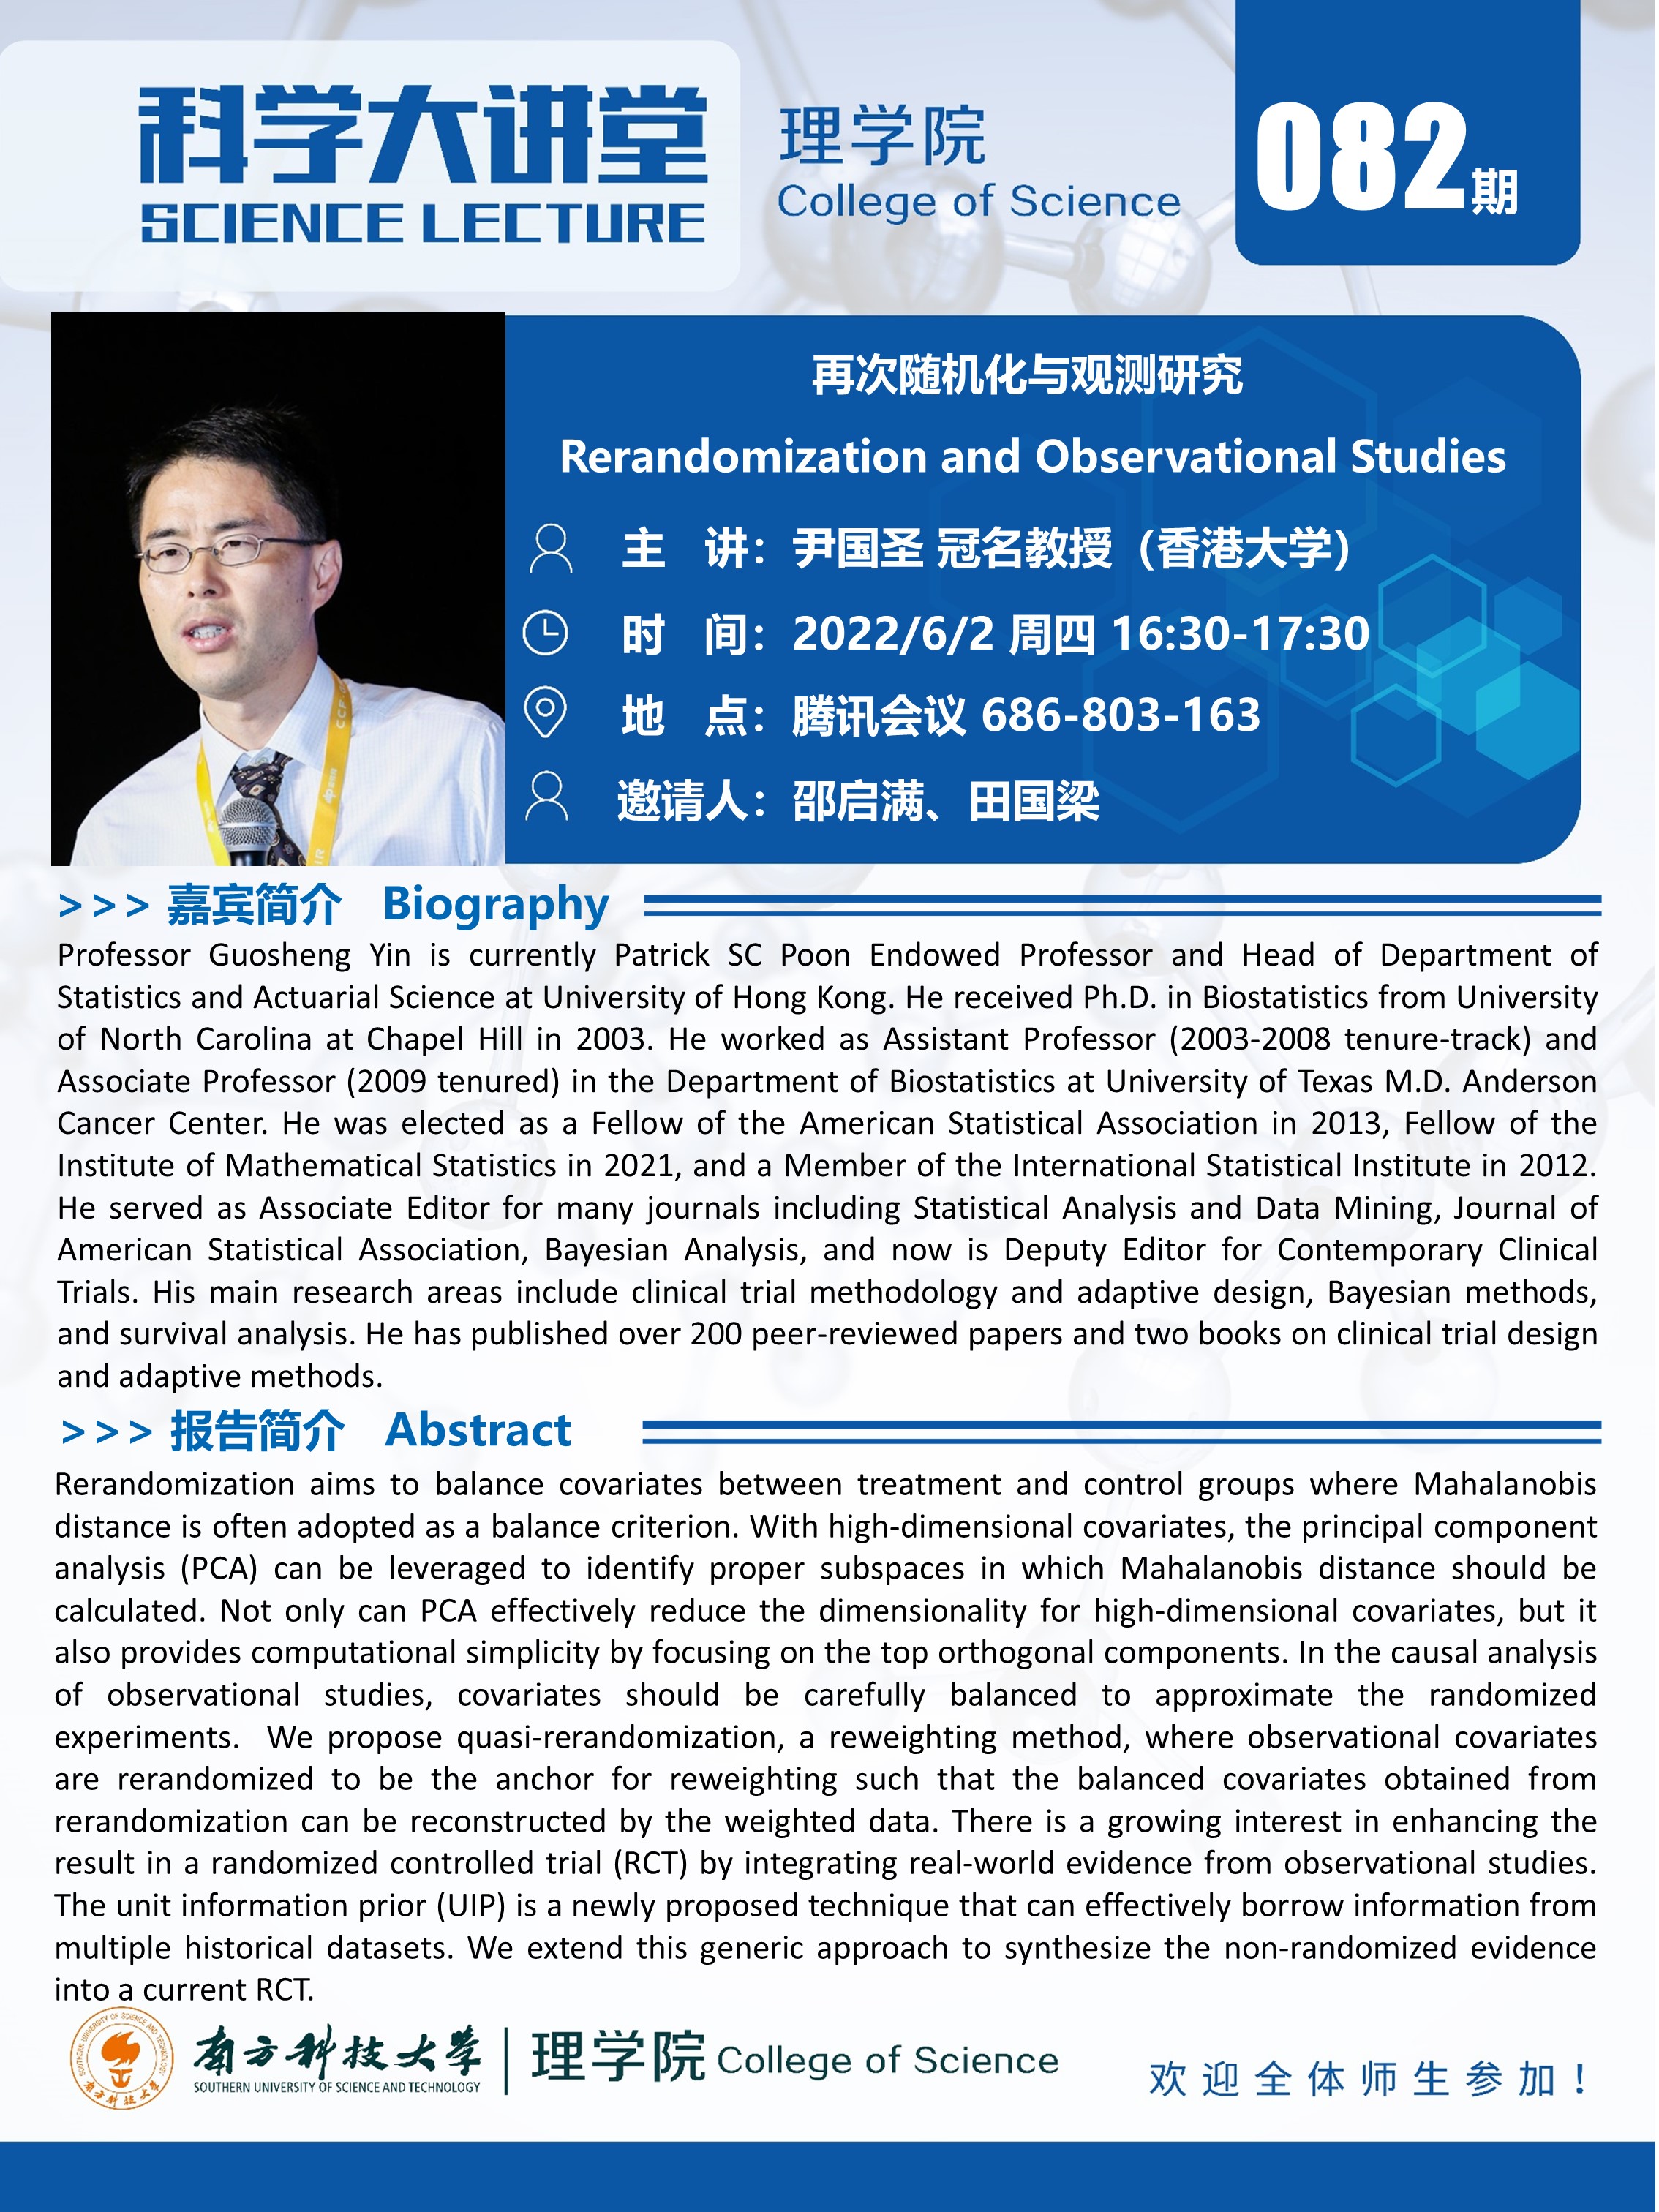 科学大讲堂
SCIENCE LECTURE
理学院
College of Science
082期
再次随机化与观测研究
Rerandomization and Observational Studies
主 讲：尹国圣 冠名教授（香港大学）
时 间：2022/6/2 周四 16:30-17:30
地 点：腾讯会议 686-803-163
邀请人：邵启满、田国梁
>>> 嘉宾简介 Biography
Professor Guosheng Yin is currently Patrick SC Poon Endowed Professor and Head of Department of
Statistics and Actuarial Science at University of Hong Kong. He received Ph.D. in Biostatistics from University
of North Carolina at Chapel Hill in 2003. He worked as Assistant Professor (2003-2008 tenure-track) and
Associate Professor (2009 tenured) in the Department of Biostatistics at University of Texas M.D. Anderson
Cancer Center. He was elected as a Fellow of the American Statistical Association in 2013, Fellow of the
Institute of Mathematical Statistics in 2021, and a Member of the International Statistical Institute in 2012.
He served as Associate Editor for many journals including Statistical Analysis and Data Mining, Journal of
American Statistical Association, Bayesian Analysis, and now is Deputy Editor for Contemporary Clinical
Trials. His main research areas include clinical trial methodology and adaptive design, Bayesian methods,
and survival analysis. He has published over 200 peer-reviewed papers and two books on clinical trial design
and adaptive methods.
>>> 报告简介 Abstract
Rerandomization aims to balance covariates between treatment and control groups where Mahalanobis
distance is often adopted as a balance criterion. With high-dimensional covariates, the principal component
analysis (PCA) can be leveraged to identify proper subspaces in which Mahalanobis distance should be
calculated. Not only can PCA effectively reduce the dimensionality for high-dimensional covariates, but it
also provides computational simplicity by focusing on the top orthogonal components. In the causal analysis
of observational studies, covariates should be carefully balanced to approximate the randomized
experiments. We propose quasi-rerandomization, a reweighting method, where observational covariates
are rerandomized to be the anchor for reweighting such that the balanced covariates obtained from
rerandomization can be reconstructed by the weighted data. There is a growing interest in enhancing the
result in a randomized controlled trial (RCT) by integrating real-world evidence from observational studies.
The unit information prior (UIP) is a newly proposed technique that can effectively borrow information from
multiple historical datasets. We extend this generic approach to synthesize the non-randomized evidence
into a current RCT.
南方科技大学
SOUTHERN UNIVERSITY OF SCIENCE AND TECHNOLOGY
理学院 College of Science
欢迎全体师生参加！